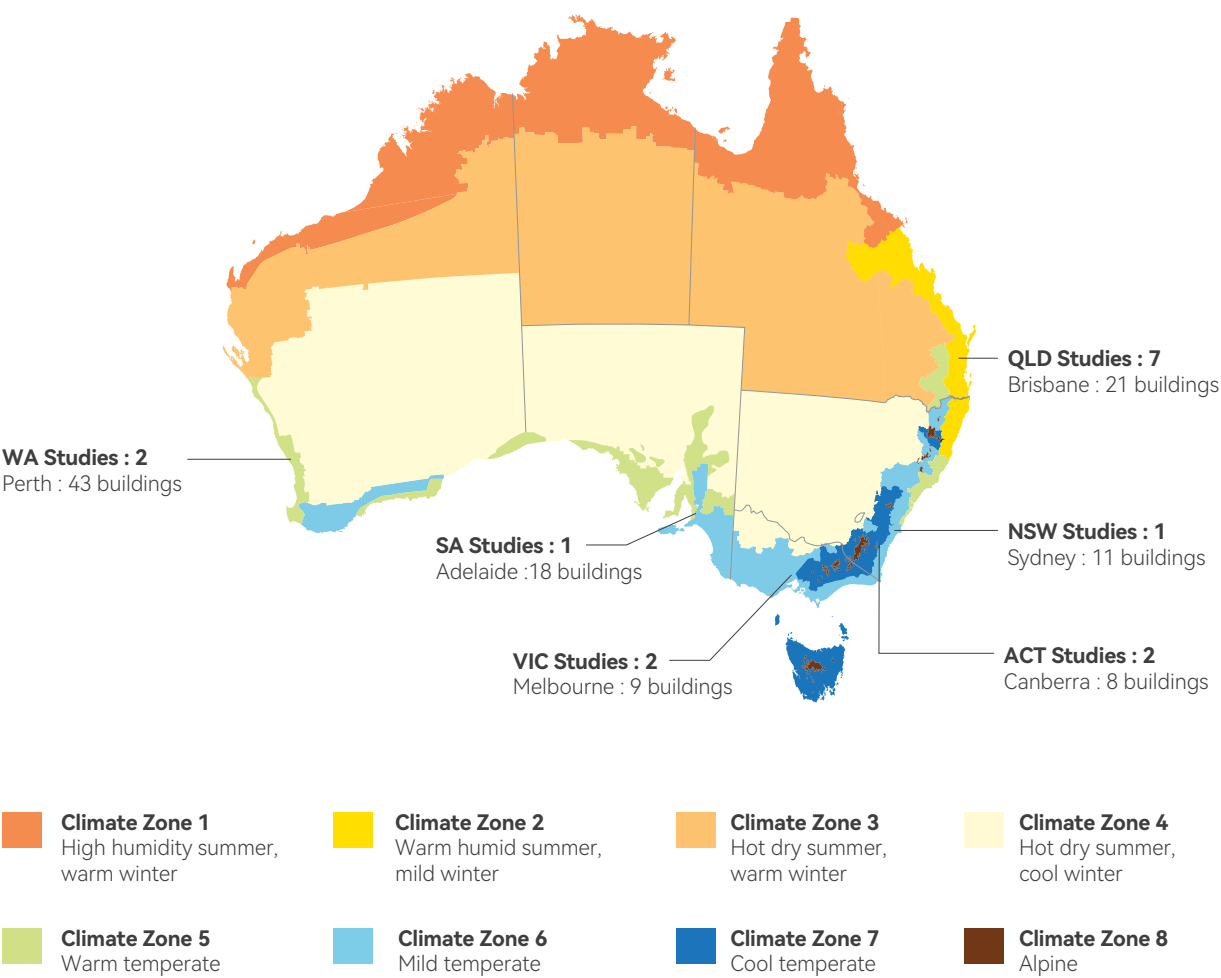 QLD Studies : 7
Brisbane : 21 buildings
WA Studies : 2
Perth : 43 buildings
SA Studies : 1
Adelaide :18 buildings
NSW Studies : 1
Sydney : 11 buildings
VIC Studies : 2
Melbourne : 9 buildings
ACT Studies : 2
Canberra : 8 buildings
Climate Zone 1
High humidity summer,
warm winter
Climate Zone 2
Warm humid summer,
mild winter
Climate Zone 3
Hot dry summer,
warm winter
Climate Zone 4
Hot dry summer,
cool winter
Climate Zone 5
Warm temperate
Climate Zone 6
Mild temperate
Climate Zone 7
Cool temperate
Climate Zone 8
Alpine